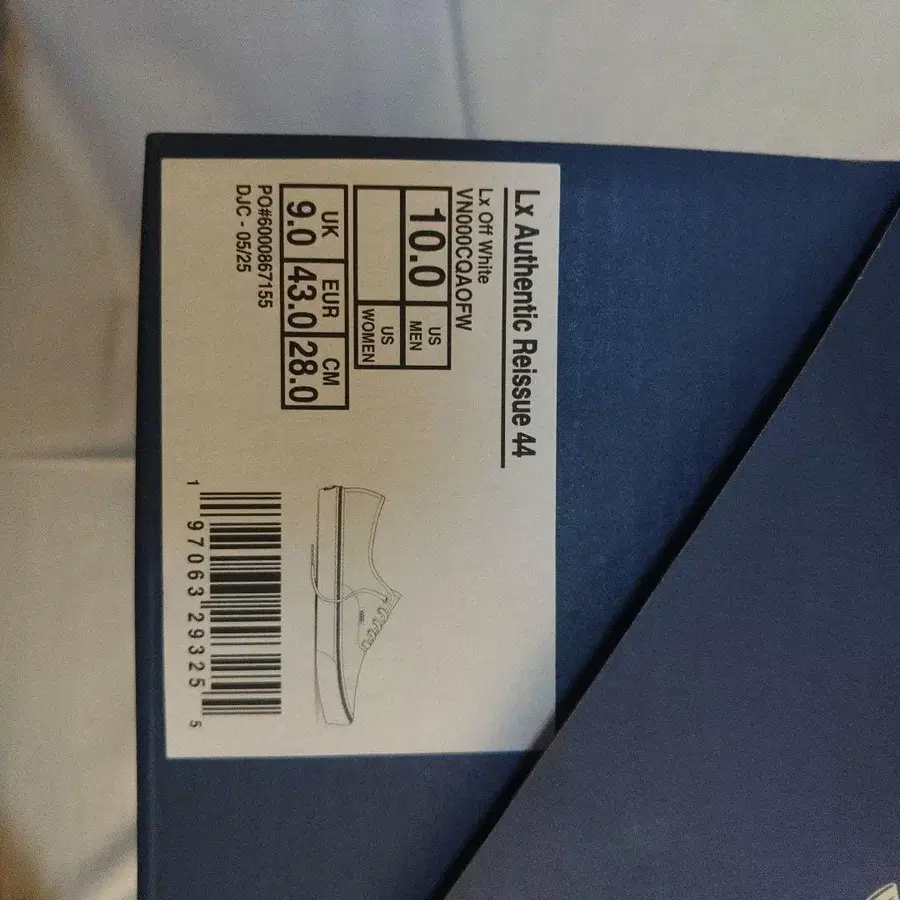 Lx Authentic Reissue 44
Lx Off White
VN000CQAOFW
10.0 US MEN
US WOMEN
UK EUR CM
9.0 43.0 28.0
PO#6000867155
DJC - 05/25
1 97063 29325 5